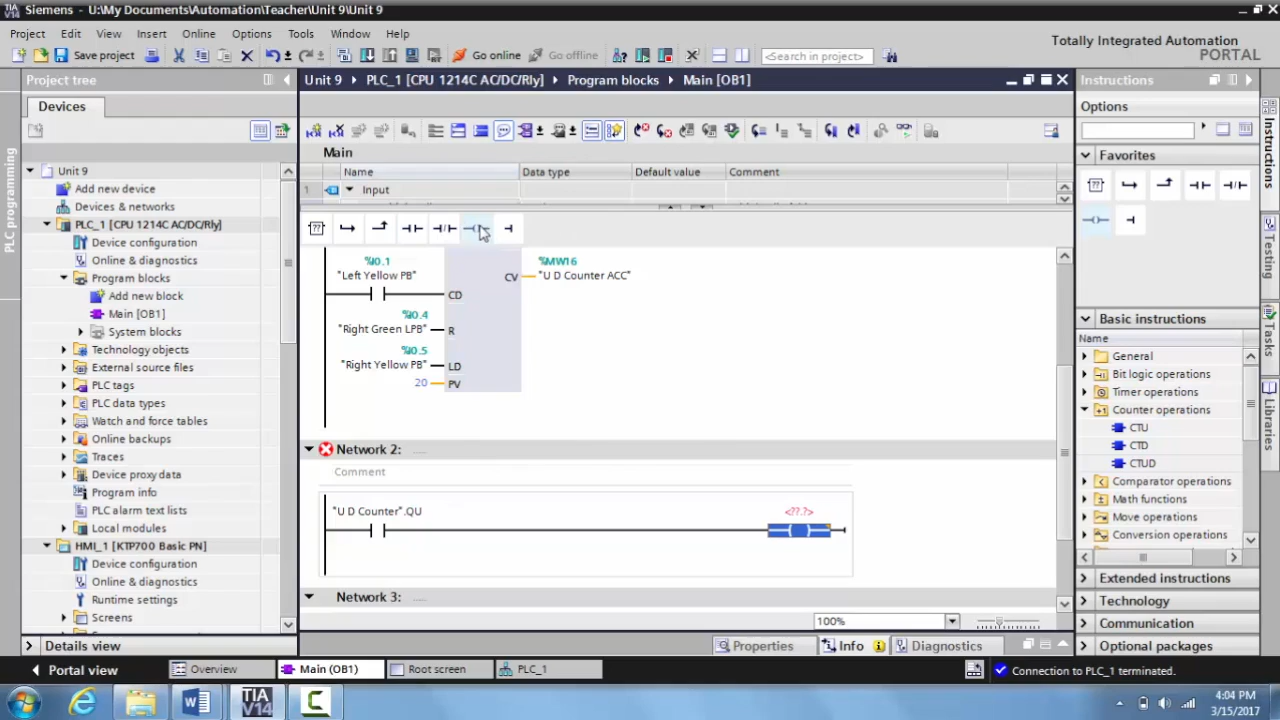 TIA V14 Siemens - U:\My Documents\Automation\Teacher\Unit 9\Unit 9
Project Edit View Insert Online Options Tools Window Help
Totally Integrated Automation
PORTAL
Save project Go online Go offline <Search in project>
Project tree
Unit 9 PLC_1 [CPU 1214C AC/DC/Rly] Program blocks Main [OB1]
Instructions
Devices
Options
Main
Name Data type Default value Comment
1 Input
Favorites
PLC programming
Unit 9
Add new device
Devices & networks
PLC_1 [CPU 1214C AC/DC/Rly]
Device configuration
Online & diagnostics
Program blocks
Add new block
Main [OB1]
System blocks
Technology objects
External source files
PLC tags
PLC data types
Watch and force tables
Online backups
Traces
Device proxy data
Program info
PLC alarm text lists
Local modules
HMI_1 [KTP700 Basic PN]
Device configuration
Online & diagnostics
Runtime settings
Screens
Details view
??
%I0.1
"Left Yellow PB"
CD
%MW16
CV "U D Counter ACC"
%I0.4
"Right Green LPB" R
%I0.5
"Right Yellow PB" LD
20 PV
Network 2: .....
Comment
"U D Counter".QU
<??.?>
Network 3: .....
100%
Properties Info Diagnostics
??
Basic instructions
Name
General
Bit logic operations
Timer operations
Counter operations
CTU
CTD
CTUD
Comparator operations
Math functions
Move operations
Conversion operations
Extended instructions
Technology
Communication
Optional packages
Instructions
Testing
Tasks
Libraries
Portal view Overview Main (OB1) Root screen PLC_1 Connection to PLC_1 terminated.
TIA V14
4:04 PM
3/15/2017